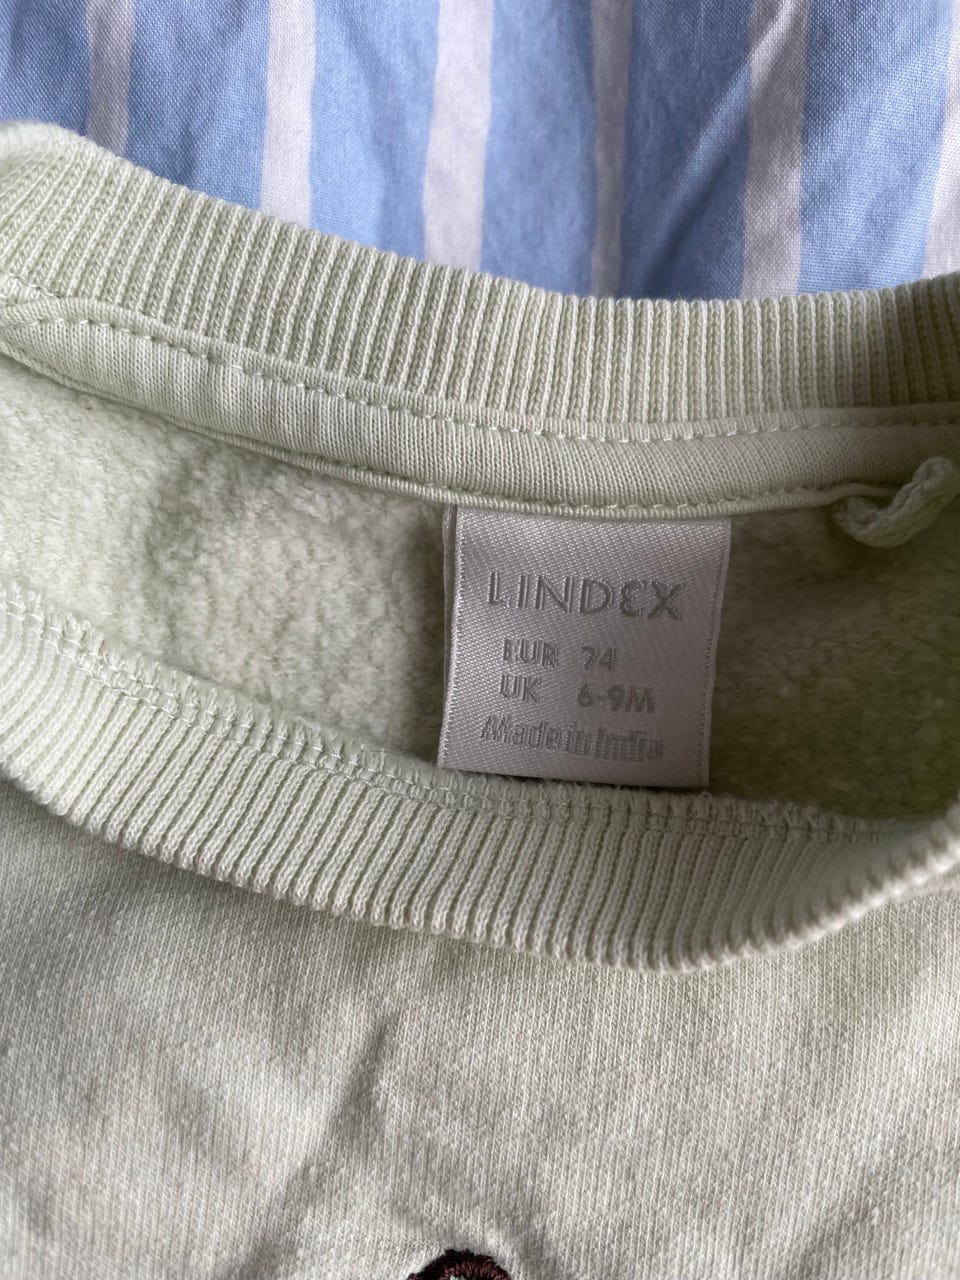 LINDEX
EUR 74
UK 6-9M
Made in India